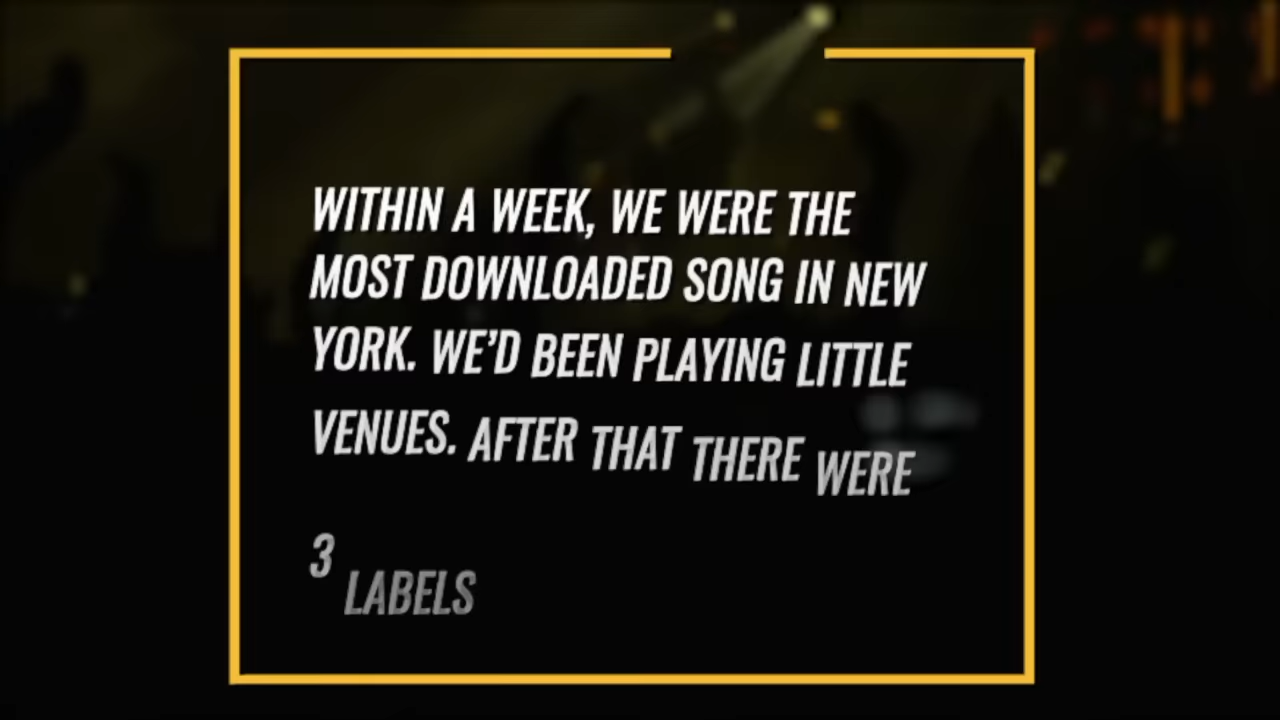 WITHIN A WEEK, WE WERE THE
MOST DOWNLOADED SONG IN NEW
YORK. WE’D BEEN PLAYING LITTLE
VENUES. AFTER THAT THERE WERE
3 LABELS